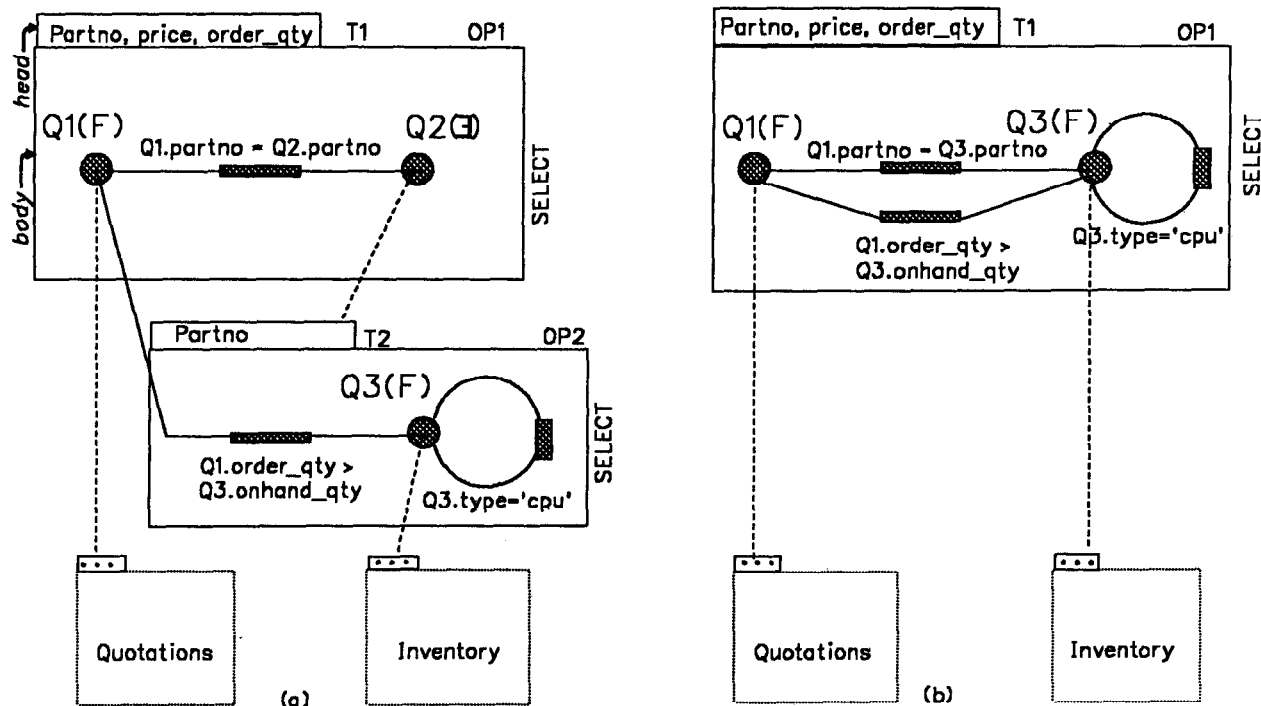 Partno, price, order_qty T1 OP1
head
body
Q1(F) Q2(∃)
Q1.partno = Q2.partno
SELECT
Partno T2 OP2
Q3(F)
Q1.order_qty >
Q3.onhand_qty
Q3.type='cpu'
SELECT
Quotations
Inventory
(a)
Partno, price, order_qty T1 OP1
Q1(F) Q3(F)
Q1.partno = Q3.partno
Q1.order_qty >
Q3.onhand_qty
Q3.type='cpu'
SELECT
Quotations
Inventory
(b)